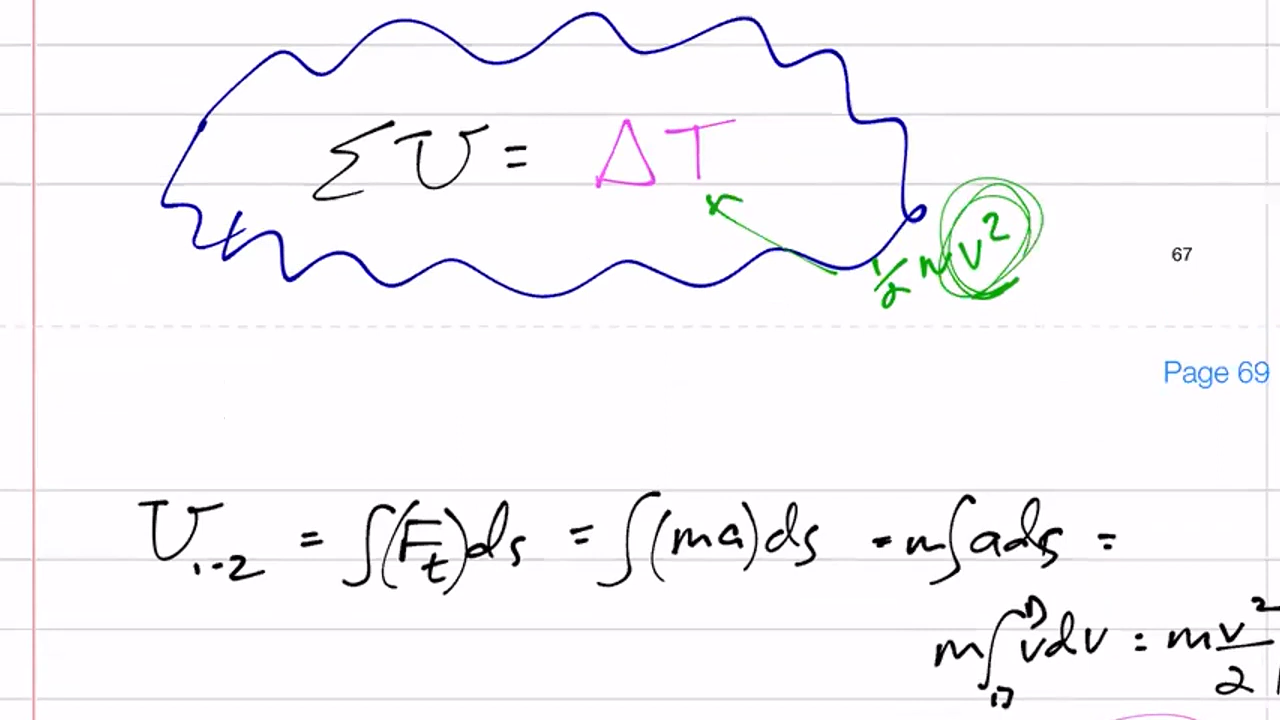 ΣU = ΔT
½mv²
67
Page 69
U₁₋₂ = ∫(Fₜ)ds = ∫(ma)ds = m∫ads =
m∫vdv = mv²/2